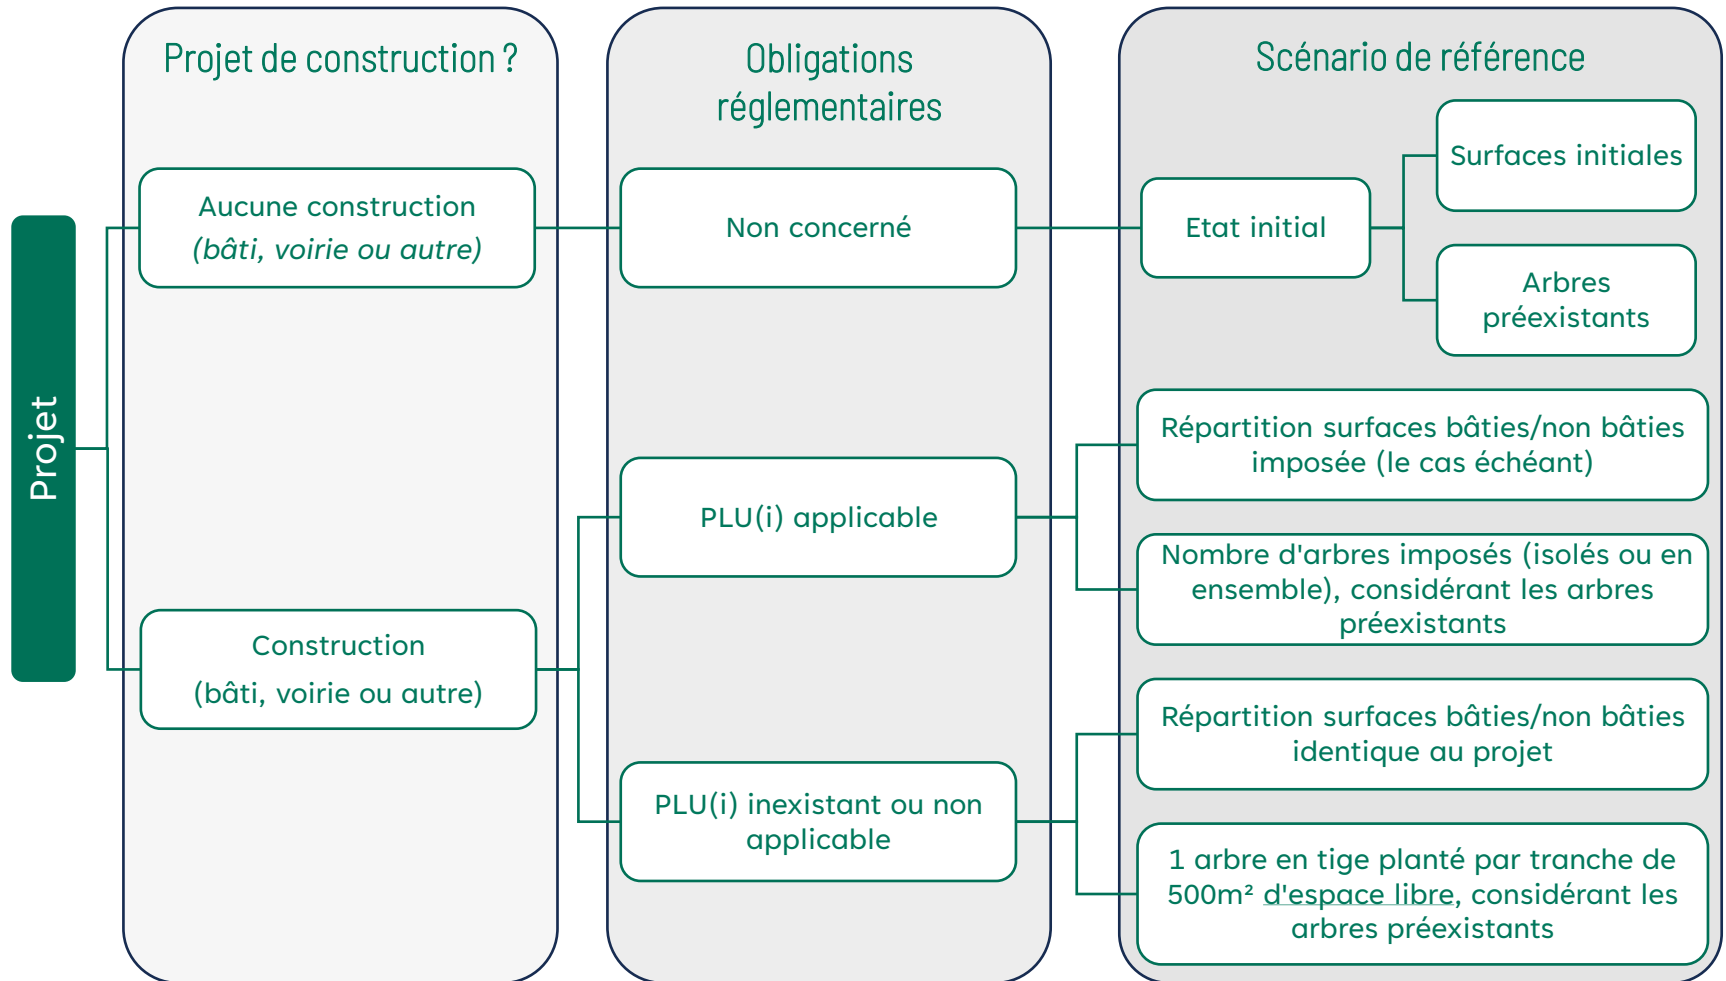 Projet de construction ?
Obligations
réglementaires
Scénario de référence
Projet
Aucune construction
(bâti, voirie ou autre)
Non concerné
Etat initial
Surfaces initiales
Arbres
préexistants
Construction
(bâti, voirie ou autre)
PLU(i) applicable
Répartition surfaces bâties/non bâties
imposée (le cas échéant)
Nombre d'arbres imposés (isolés ou en
ensemble), considérant les arbres
préexistants
PLU(i) inexistant ou non
applicable
Répartition surfaces bâties/non bâties
identique au projet
1 arbre en tige planté par tranche de
500m² d'espace libre, considérant les
arbres préexistants